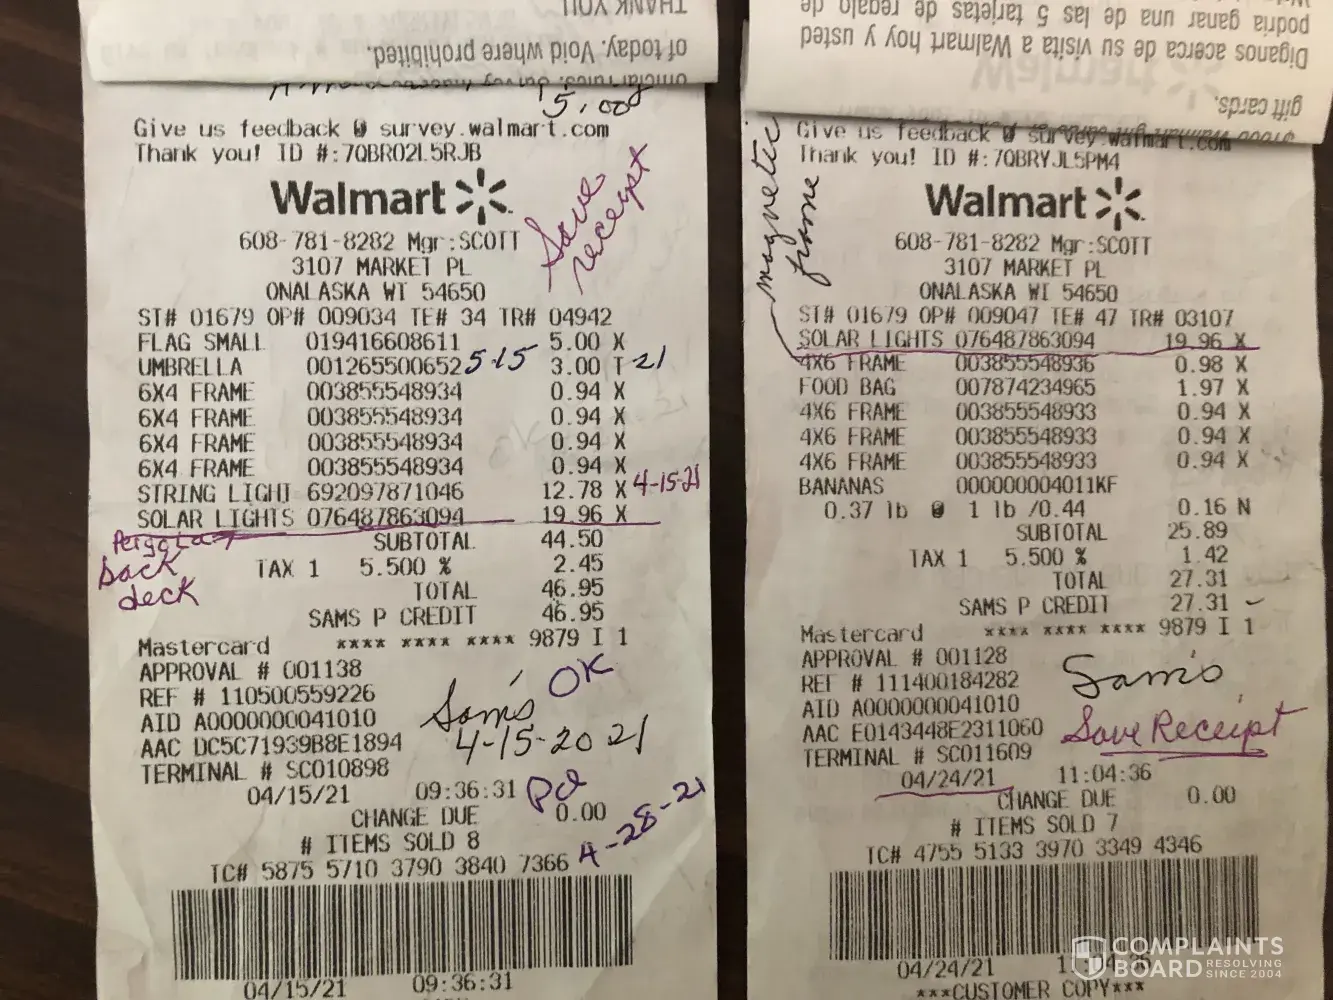 THANK YOU
of today. Void where prohibited.
5.00
Give us feedback @ survey.walmart.com
Thank you! ID #:7QBR02L5RJB
Walmart
Save
receipt
608-781-8282 Mgr:SCOTT
3107 MARKET PL
ONALASKA WI 54650
ST# 01679 OP# 009034 TE# 34 TR# 04942
FLAG SMALL 019416608611 5.00 X
UMBRELLA 001265500652 5-15 3.00 T -21
6X4 FRAME 003855548934 0.94 X
6X4 FRAME 003855548934 0.94 X
6X4 FRAME 003855548934 0.94 X
6X4 FRAME 003855548934 0.94 X
STRING LIGHT 692097871046 12.78 X 4-15-21
SOLAR LIGHTS 076487863094 19.96 X
Pergola
back
deck
SUBTOTAL 44.50
TAX 1 5.500 % 2.45
TOTAL 46.95
SAMS P CREDIT 46.95
Mastercard **** **** **** 9879 I 1
APPROVAL # 001138
OK
REF # 110500559226
Sam's
AID A0000000041010
4-15-2021
AAC DC5C71939B8E1894
TERMINAL # SC010898
04/15/21 09:36:31
Pd
CHANGE DUE 0.00
4-28-21
# ITEMS SOLD 8
TC# 5875 5710 3790 3840 7366
04/15/21 09:36:31
podría ganar una de las 5 tarjetas de regalo de
Díganos acerca de su visita a Walmart hoy y usted
gift cards.
Give us feedback @ survey.walmart.com
Thank you! ID #:7QBRYJL5PM4
magnetic
frame
Walmart
608-781-8282 Mgr:SCOTT
3107 MARKET PL
ONALASKA WI 54650
ST# 01679 OP# 009047 TE# 47 TR# 03107
SOLAR LIGHTS 076487863094 19.96 X
4X6 FRAME 003855548936 0.98 X
FOOD BAG 007874234965 1.97 X
4X6 FRAME 003855548933 0.94 X
4X6 FRAME 003855548933 0.94 X
4X6 FRAME 003855548933 0.94 X
BANANAS 000000004011KF
0.37 lb @ 1 lb /0.44 0.16 N
SUBTOTAL 25.89
TAX 1 5.500 % 1.42
TOTAL 27.31
SAMS P CREDIT 27.31
Mastercard **** **** **** 9879 I 1
APPROVAL # 001128
REF # 111400184282
Sam's
AID A0000000041010
AAC E0143448E2311060
Save Receipt
TERMINAL # SC011609
04/24/21 11:04:36
CHANGE DUE 0.00
# ITEMS SOLD 7
TC# 4755 5133 3970 3349 4346
04/24/21
***CUSTOMER COPY***
COMPLAINTS
BOARD RESOLVING
SINCE 2004